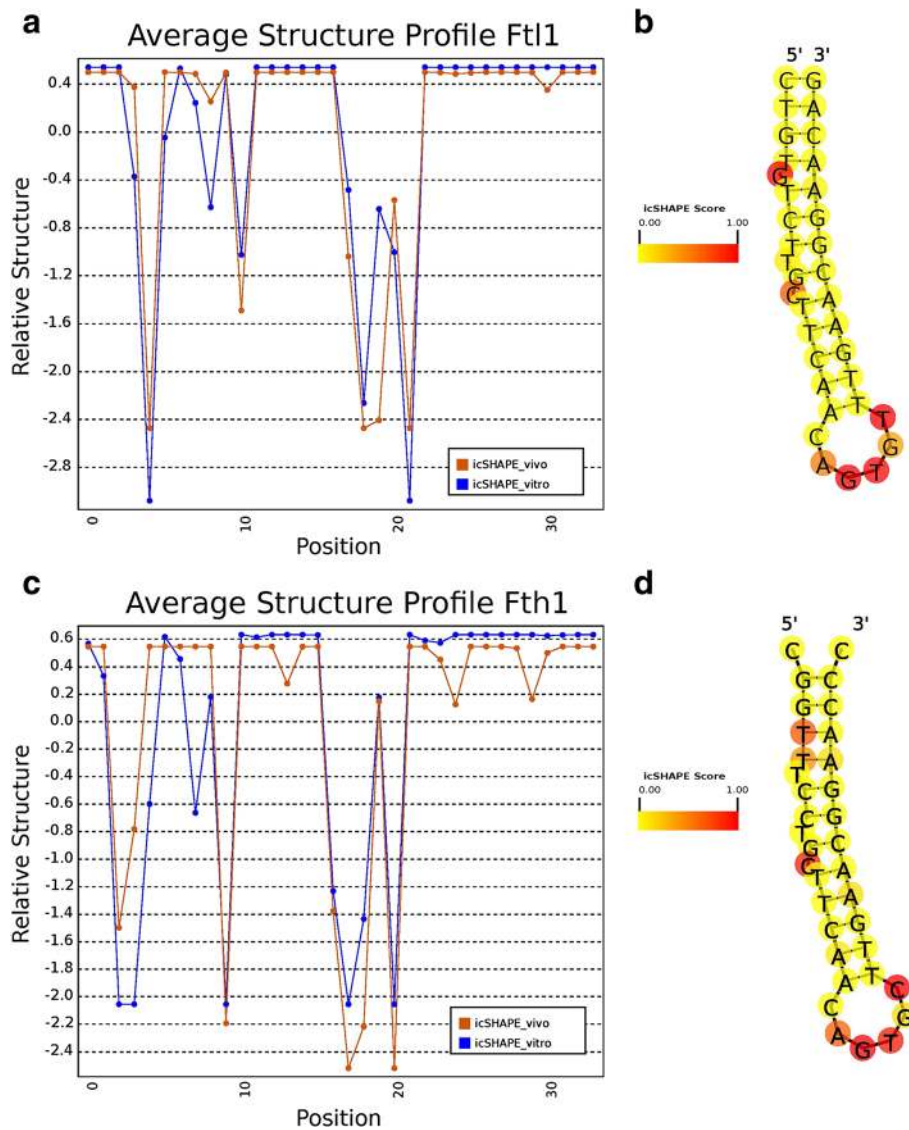 a
Average Structure Profile Ftl1
Relative Structure
0.4
0.0
-0.4
-0.8
-1.2
-1.6
-2.0
-2.4
-2.8
icSHAPE_vivo
icSHAPE_vitro
0
10
20
30
Position
b
5' 3'
icSHAPE Score
0.00 1.00
C T G T G T C T T G C T T C A A C A G T G T T T G A A C G G A A C A G
c
Average Structure Profile Fth1
Relative Structure
0.6
0.4
0.2
0.0
-0.2
-0.4
-0.6
-0.8
-1.0
-1.2
-1.4
-1.6
-1.8
-2.0
-2.2
-2.4
icSHAPE_vivo
icSHAPE_vitro
0
10
20
30
Position
d
5' 3'
icSHAPE Score
0.00 1.00
C G G T T T C C T G C T T C A A C A G T G C T T G A A C G G A A C C C